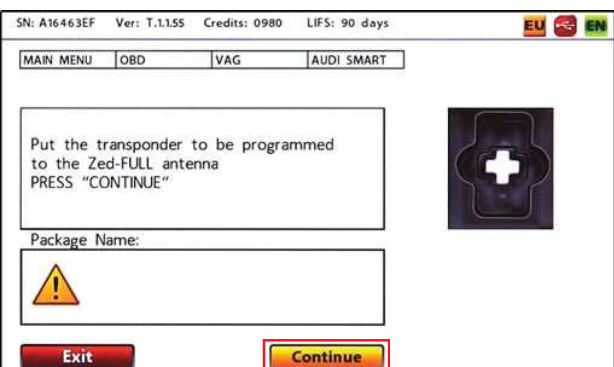 SN: A16463EF Ver: T.1.1.55 Credits: 0980 LIFS: 90 days EU EN
MAIN MENU OBD VAG AUDI SMART
Put the transponder to be programmed
to the Zed-FULL antenna
PRESS "CONTINUE"
Package Name:
Exit Continue